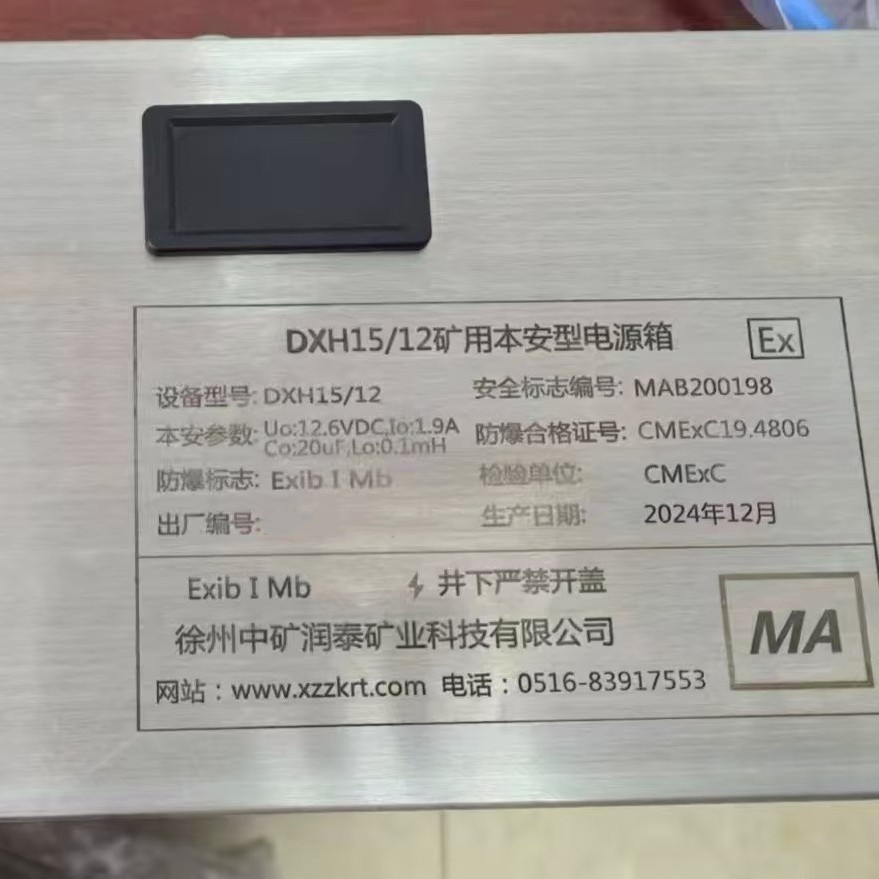 DXH15/12矿用本安型电源箱 Ex
设备型号: DXH15/12 安全标志编号: MAB200198
本安参数: Uo:12.6VDC,Io:1.9A 防爆合格证号: CMExC19.4806
Co:20uF,Lo:0.1mH
防爆标志: Exib I Mb 检验单位: CMExC
出厂编号: 生产日期: 2024年12月
Exib I Mb 井下严禁开盖
徐州中矿润泰矿业科技有限公司 MA
网站：www.xzzkrt.com 电话：0516-83917553